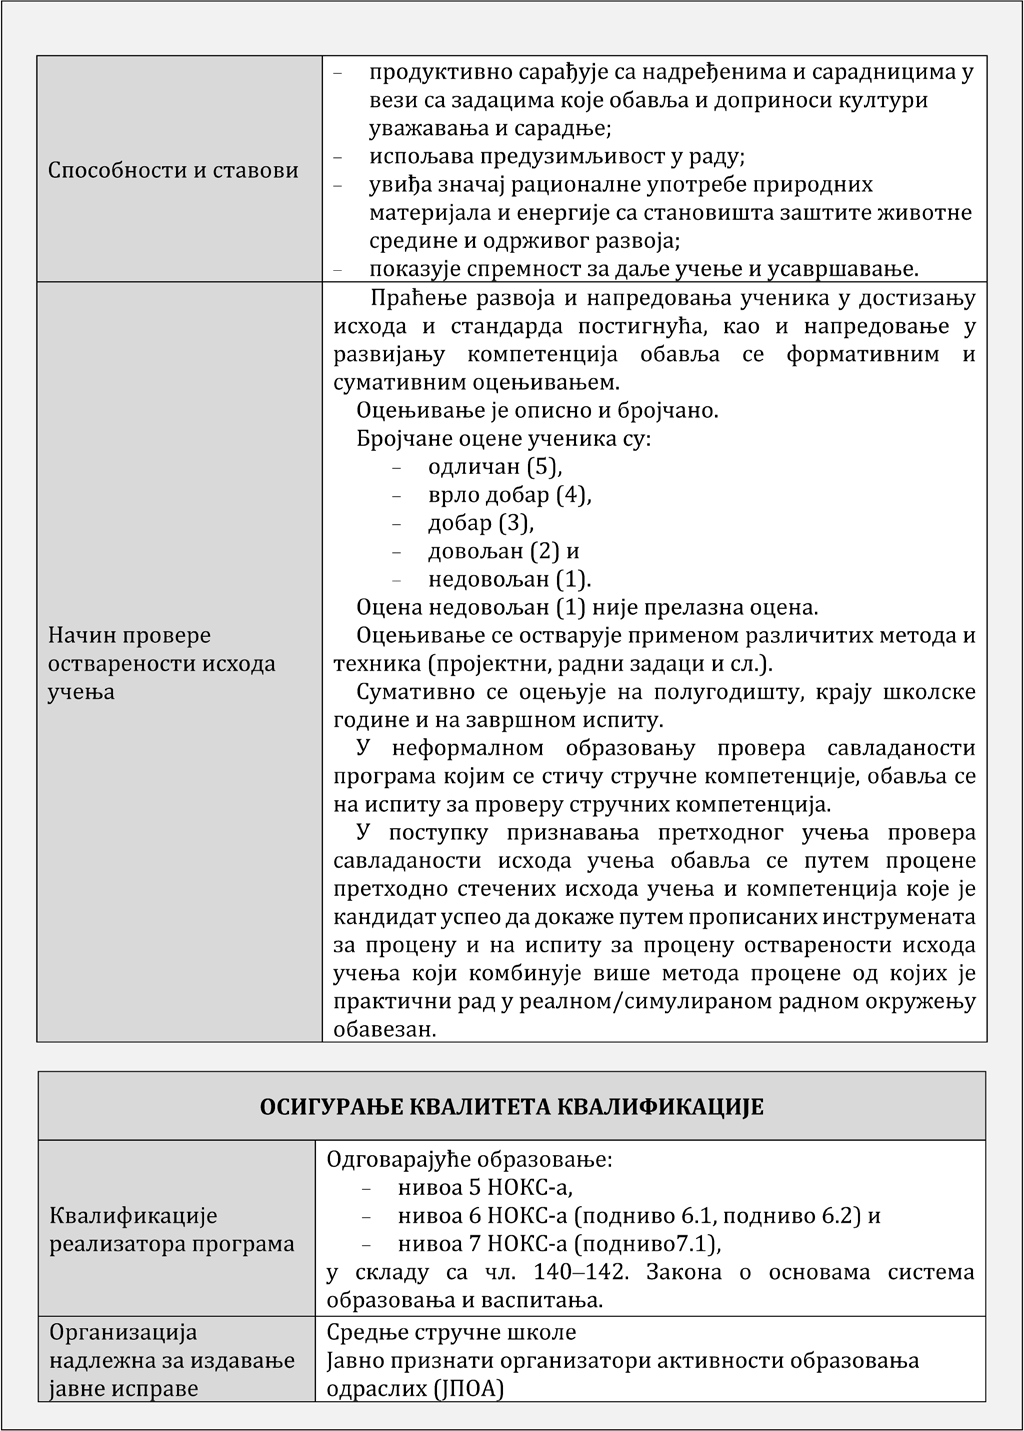 Способности и ставови
– продуктивно сарађује са надређенима и сарадницима у
вези са задацима које обавља и доприноси култури
уважавања и сарадње;
– испољава предузимљивост у раду;
– увиђа значај рационалне употребе природних
материјала и енергије са становишта заштите животне
средине и одрживог развоја;
– показује спремност за даље учење и усавршавање.
Начин провере
остварености исхода
учења
Праћење развоја и напредовања ученика у достизању
исхода и стандарда постигнућа, као и напредовање у
развијању компетенција обавља се формативним и
сумативним оцењивањем.
Оцењивање је описно и бројчано.
Бројчане оцене ученика су:
– одличан (5),
– врло добар (4),
– добар (3),
– довољан (2) и
– недовољан (1).
Оцена недовољан (1) није прелазна оцена.
Оцењивање се остварује применом различитих метода и
техника (пројектни, радни задаци и сл.).
Сумативно се оцењује на полугодишту, крају школске
године и на завршном испиту.
У неформалном образовању провера савладаности
програма којим се стичу стручне компетенције, обавља се
на испиту за проверу стручних компетенција.
У поступку признавања претходног учења провера
савладаности исхода учења обавља се путем процене
претходно стечених исхода учења и компетенција које је
кандидат успео да докаже путем прописаних инструмената
за процену и на испиту за процену остварености исхода
учења који комбинује више метода процене од којих је
практични рад у реалном/симулираном радном окружењу
обавезан.
ОСИГУРАЊЕ КВАЛИТЕТА КВАЛИФИКАЦИЈЕ
Квалификације
реализатора програма
Одговарајуће образовање:
– нивоа 5 НОКС-а,
– нивоа 6 НОКС-а (подниво 6.1, подниво 6.2) и
– нивоа 7 НОКС-а (подниво7.1),
у складу са чл. 140–142. Закона о основама система
образовања и васпитања.
Организација
надлежна за издавање
јавне исправе
Средње стручне школе
Јавно признати организатори активности образовања
одраслих (ЈПОА)